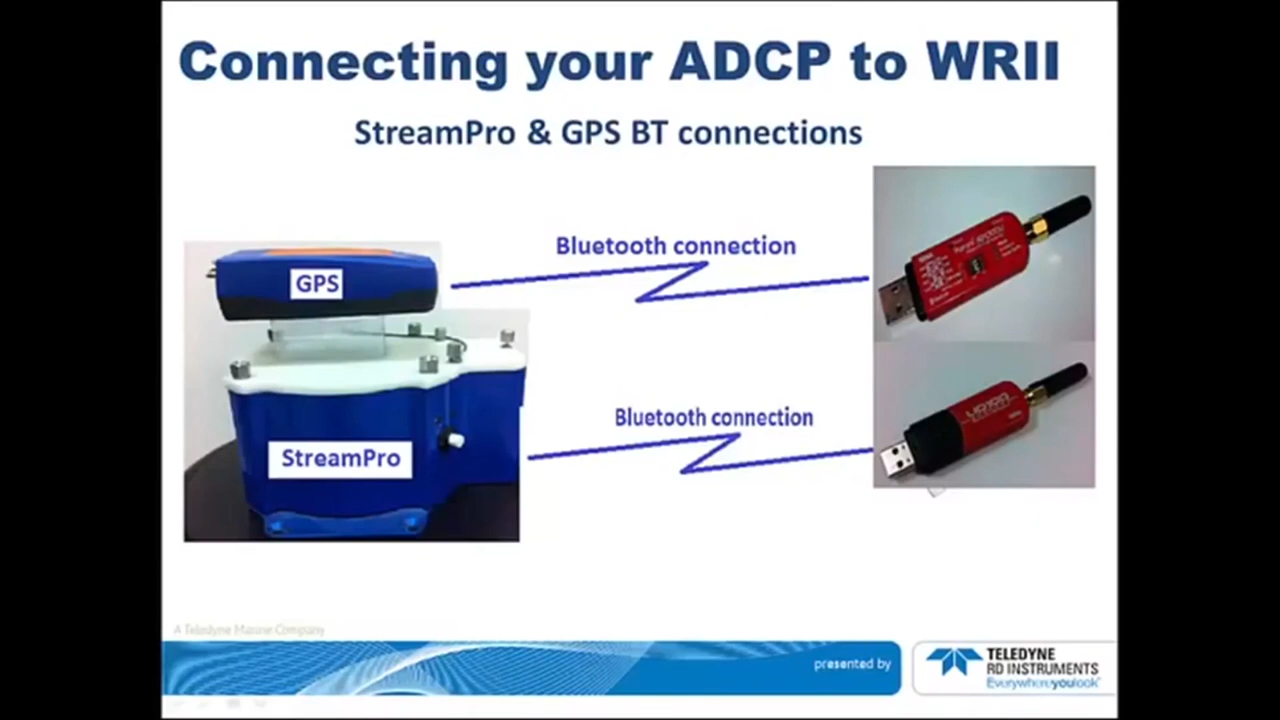 Connecting your ADCP to WRII
StreamPro & GPS BT connections
Bluetooth connection
GPS
Bluetooth connection
StreamPro
A Teledyne Marine Company
presented by
TELEDYNE
RD INSTRUMENTS
Everywhereyoulook